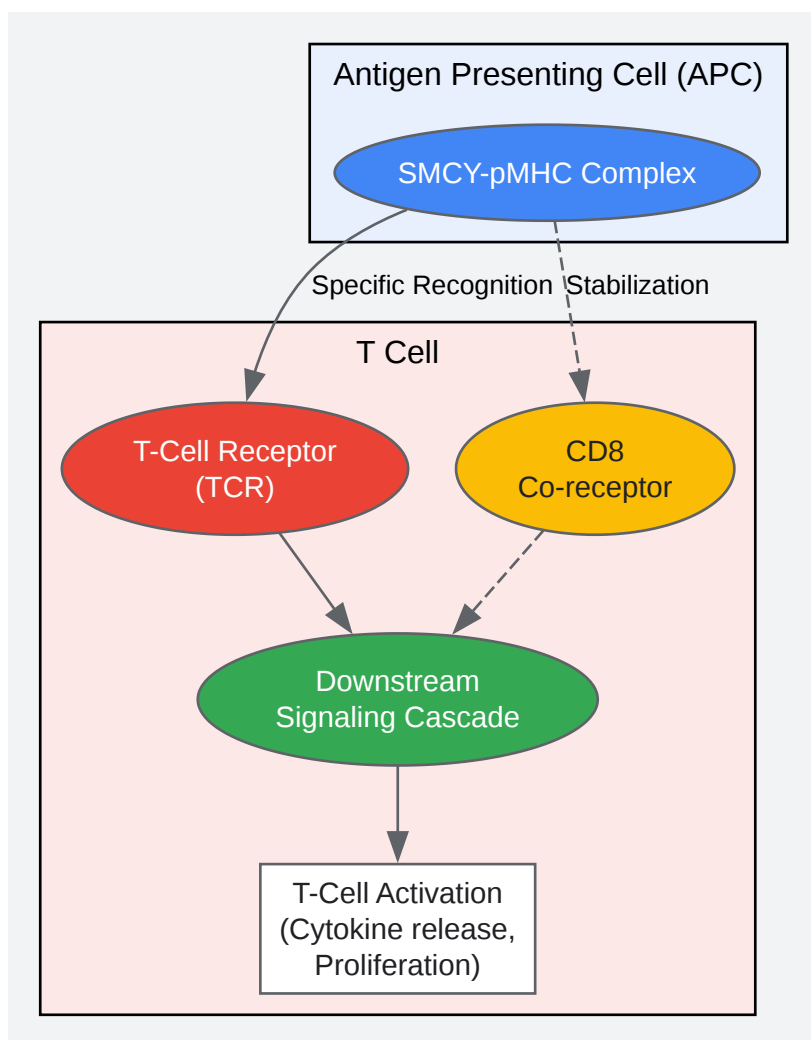 Antigen Presenting Cell (APC)
SMCY-pMHC Complex
Specific Recognition
Stabilization
T Cell
T-Cell Receptor
(TCR)
CD8
Co-receptor
Downstream
Signaling Cascade
T-Cell Activation
(Cytokine release,
Proliferation)